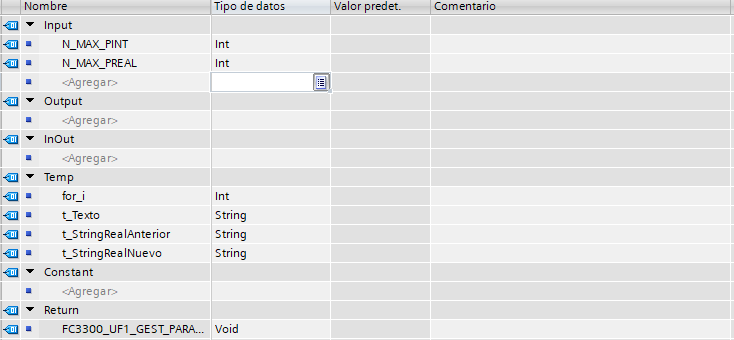 Nombre Tipo de datos Valor predet. Comentario
Input
N_MAX_PINT Int
N_MAX_PREAL Int
<Agregar>
Output
<Agregar>
InOut
<Agregar>
Temp
for_i Int
t_Texto String
t_StringRealAnterior String
t_StringRealNuevo String
Constant
<Agregar>
Return
FC3300_UF1_GEST_PARA... Void